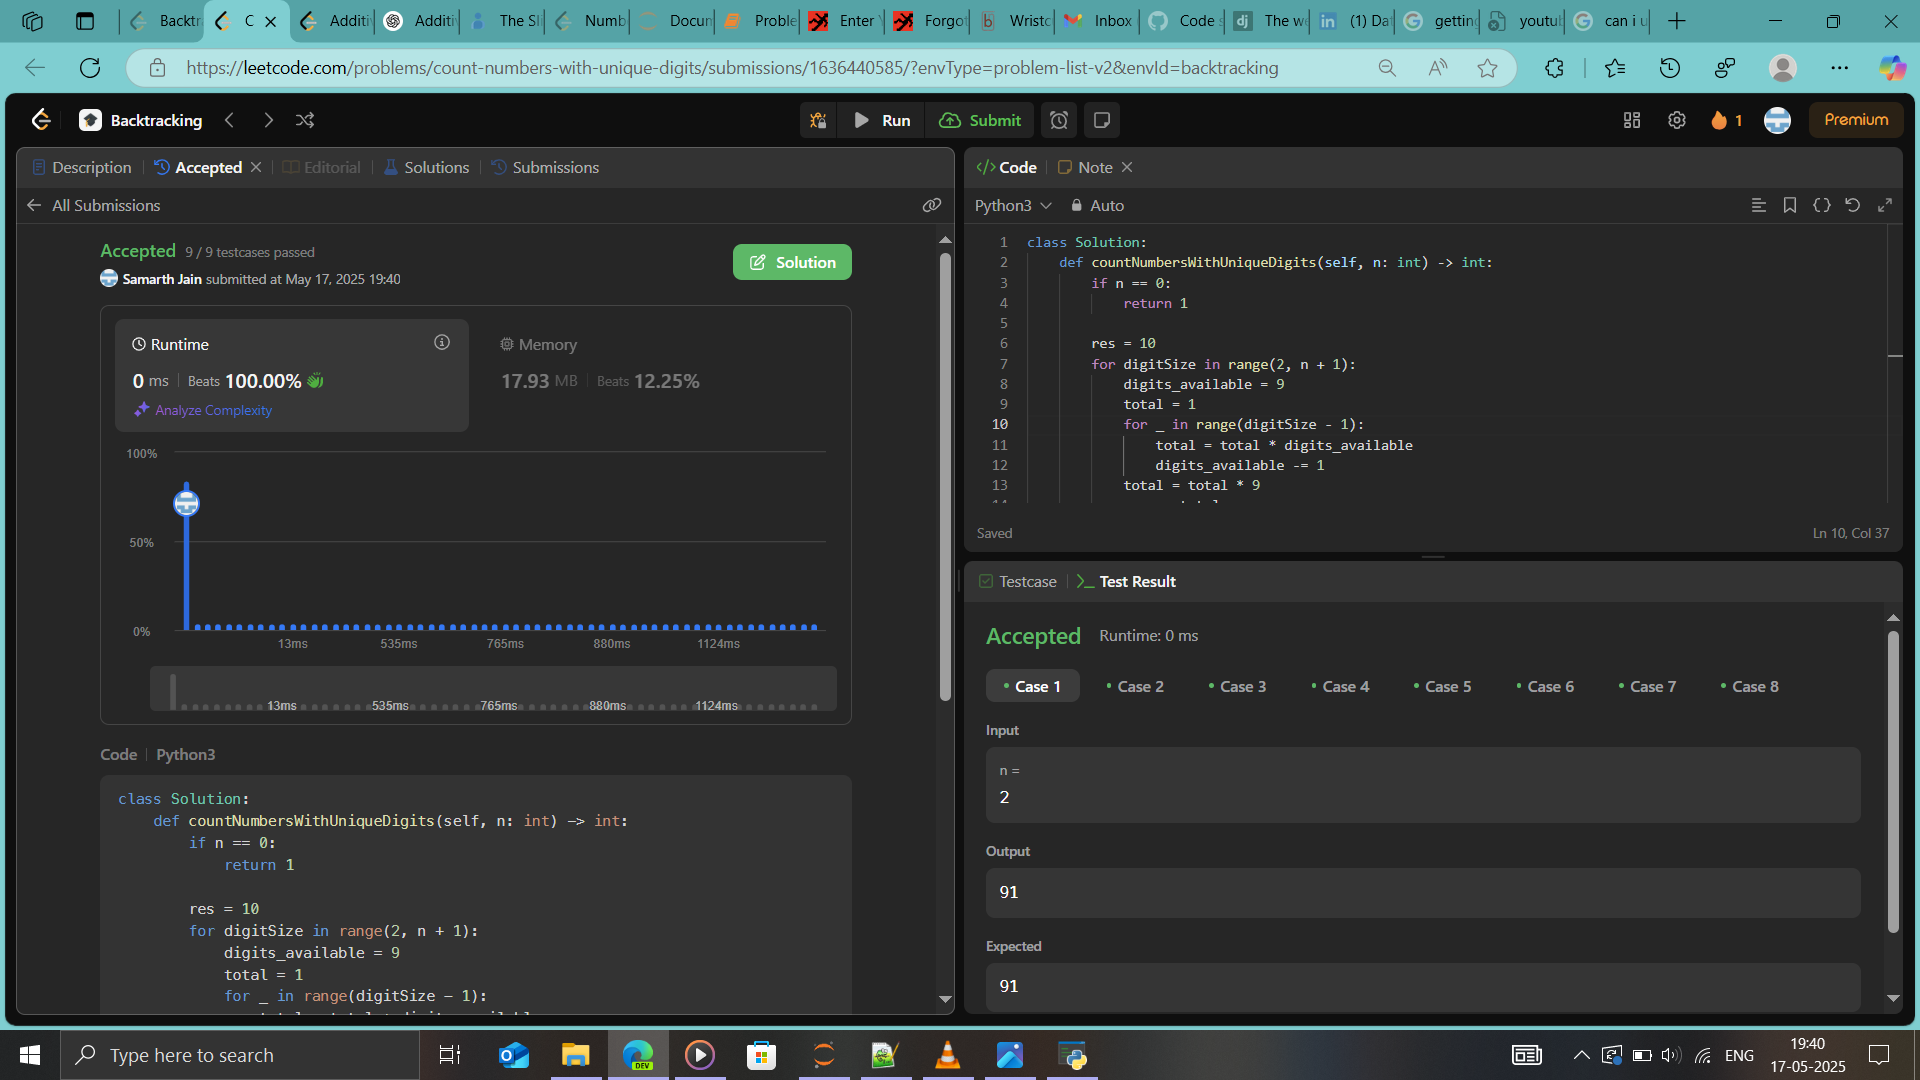 Backtr
C
Additi
Additi
The Sl
Numb
Docun
Proble
Enter
Forgot
Wristc
Inbox
Code s
The we
(1) Dat
getting
youtub
can i u
https://leetcode.com/problems/count-numbers-with-unique-digits/submissions/1636440585/?envType=problem-list-v2&envId=backtracking
Backtracking
Run
Submit
1
Premium
Description
Accepted
Editorial
Solutions
Submissions
All Submissions
Accepted 9 / 9 testcases passed
Samarth Jain submitted at May 17, 2025 19:40
Solution
Runtime
0 ms Beats 100.00%
Analyze Complexity
Memory
17.93 MB Beats 12.25%
100%
50%
0%
13ms 535ms 765ms 880ms 1124ms
13ms 535ms 765ms 880ms 1124ms
Code Python3
class Solution:
def countNumbersWithUniqueDigits(self, n: int) -> int:
if n == 0:
return 1
res = 10
for digitSize in range(2, n + 1):
digits_available = 9
total = 1
for _ in range(digitSize - 1):
</> Code
Note
Python3
Auto
1 class Solution:
2 def countNumbersWithUniqueDigits(self, n: int) -> int:
3 if n == 0:
4 return 1
5
6 res = 10
7 for digitSize in range(2, n + 1):
8 digits_available = 9
9 total = 1
10 for _ in range(digitSize - 1):
11 total = total * digits_available
12 digits_available -= 1
13 total = total * 9
Saved
Ln 10, Col 37
Testcase
Test Result
Accepted Runtime: 0 ms
Case 1 Case 2 Case 3 Case 4 Case 5 Case 6 Case 7 Case 8
Input
n =
2
Output
91
Expected
91
Type here to search
DEV
ENG
19:40
17-05-2025